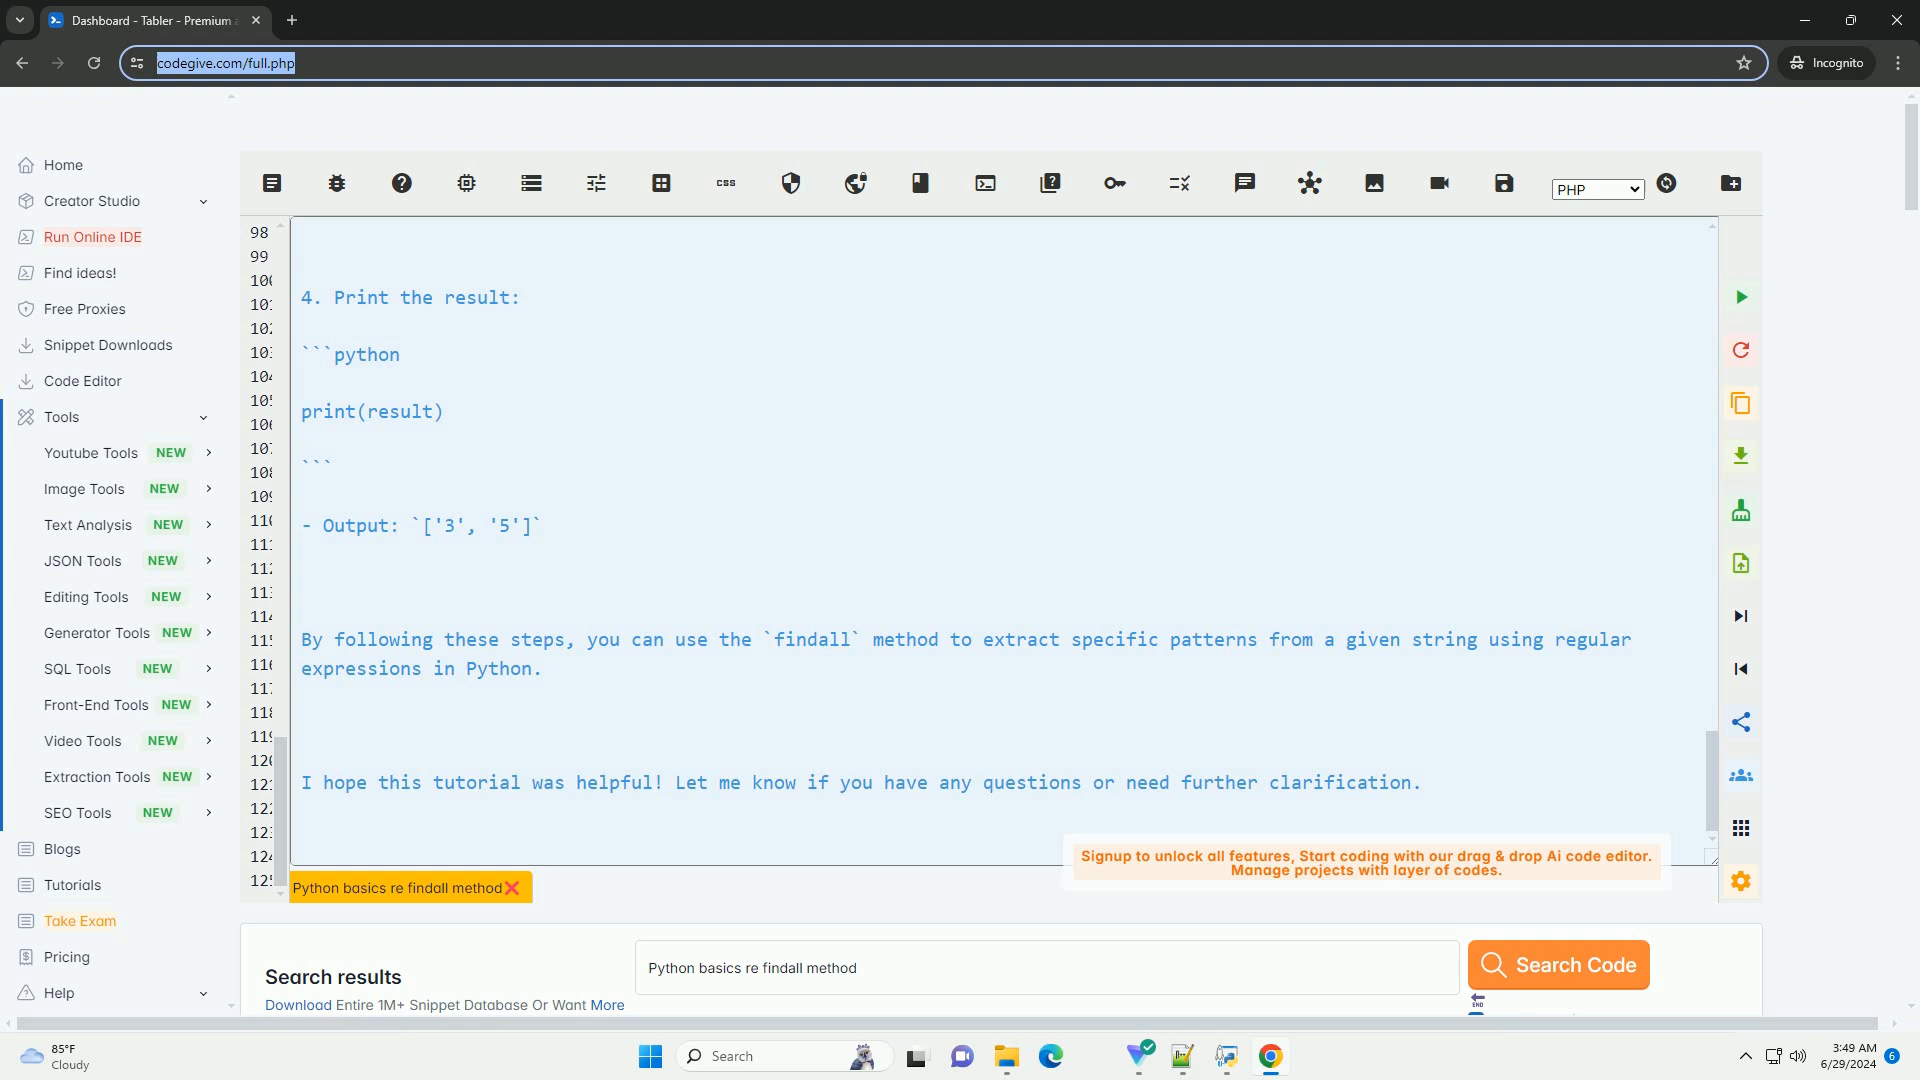 Dashboard - Tabler - Premium
codegive.com/full.php
Incognito
Home
Creator Studio
Run Online IDE
Find ideas!
Free Proxies
Snippet Downloads
Code Editor
Tools
Youtube Tools NEW
Image Tools NEW
Text Analysis NEW
JSON Tools NEW
Editing Tools NEW
Generator Tools NEW
SQL Tools NEW
Front-End Tools NEW
Video Tools NEW
Extraction Tools NEW
SEO Tools NEW
Blogs
Tutorials
Take Exam
Pricing
Help
css
PHP
98
99
4. Print the result:
```python
print(result)
```
- Output: `['3', '5']`
By following these steps, you can use the `findall` method to extract specific patterns from a given string using regular
expressions in Python.
I hope this tutorial was helpful! Let me know if you have any questions or need further clarification.
Signup to unlock all features, Start coding with our drag & drop Ai code editor.
Manage projects with layer of codes.
Python basics re findall method
Search results
Download Entire 1M+ Snippet Database Or Want More
Python basics re findall method
Search Code
END
85°F
Cloudy
Search
3:49 AM
6/29/2024
6